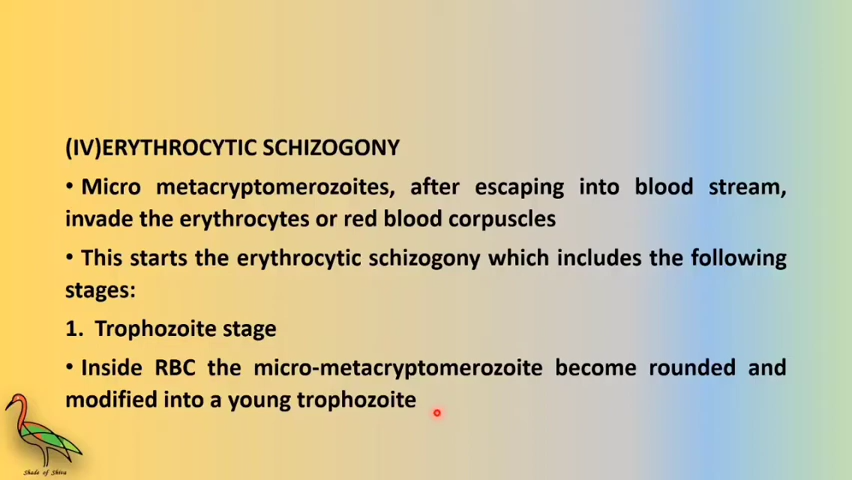 (IV)ERYTHROCYTIC SCHIZOGONY
• Micro metacryptomerozoites, after escaping into blood stream,
invade the erythrocytes or red blood corpuscles
• This starts the erythrocytic schizogony which includes the following
stages:
1. Trophozoite stage
• Inside RBC the micro-metacryptomerozoite become rounded and
modified into a young trophozoite
Shade of Shiva